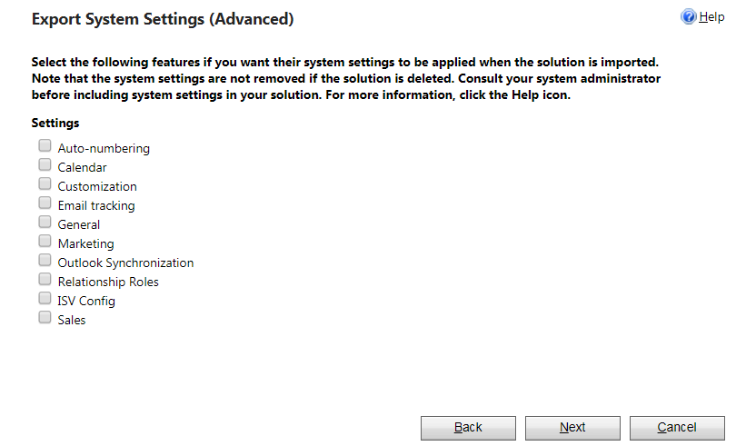 Export System Settings (Advanced)
Help
Select the following features if you want their system settings to be applied when the solution is imported.
Note that the system settings are not removed if the solution is deleted. Consult your system administrator
before including system settings in your solution. For more information, click the Help icon.
Settings
Auto-numbering
Calendar
Customization
Email tracking
General
Marketing
Outlook Synchronization
Relationship Roles
ISV Config
Sales
Back
Next
Cancel